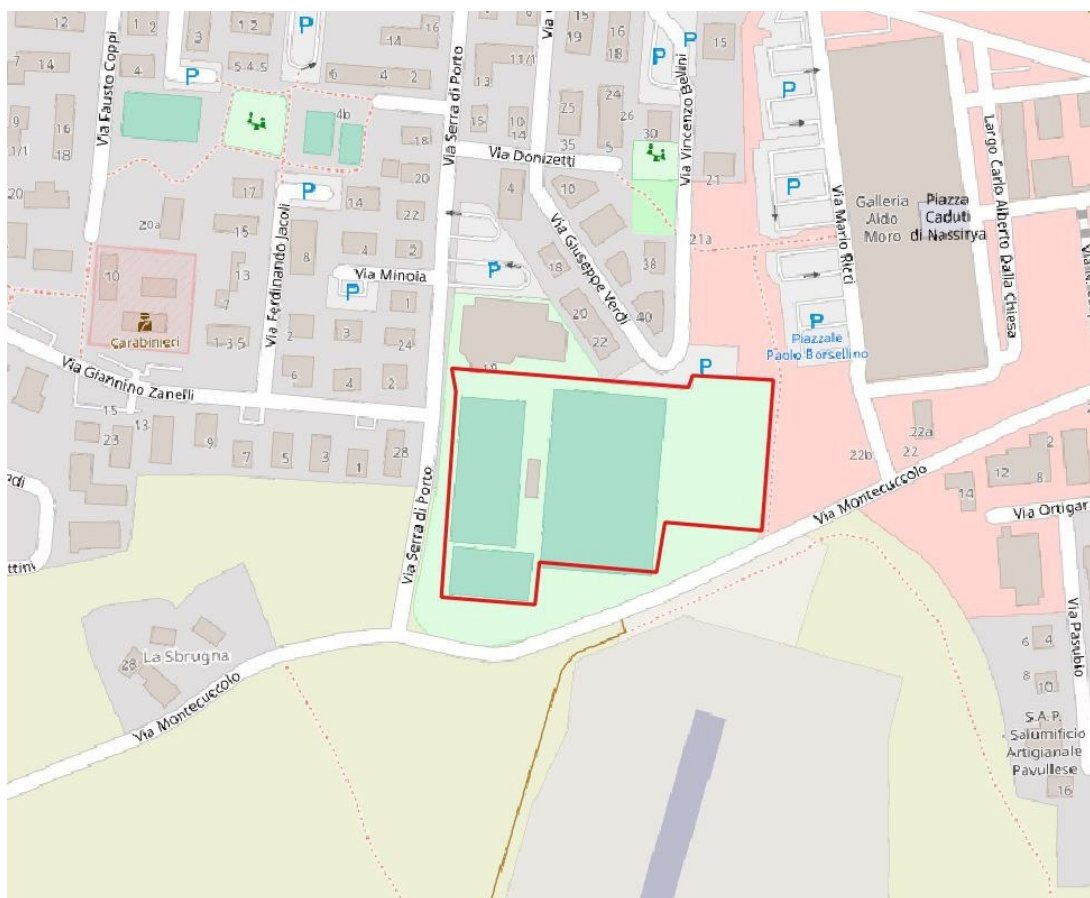 12
1
2
3
1 2
P
14
16
15
16
19
18
P
15
7
14
4
5 4.5
6
4
2
13
11/1
P
Via Fausto Coppi
Via Serra di Porto
Via Vincenzo Bellini
9
16
18
4b
18
15
10
14
25
24
26
35
5
30
Via Donizetti
21
P
Via Mario Ricci
Largo Carlo Alberto Dalla Chiesa
20
20a
17
15
P
14
20
22
4
10
21a
Galleria
Aldo
Moro
Piazza
Caduti
di Nassirya
Via Ferdinando Jacoli
8
4
2
Via Giuseppe Verdi
18
38
10
13
7
Via Minola
P
1
P
20
22
40
P
Piazzale
Paolo Borsellino
Carabinieri
1 3 5
2
3
24
6
4
2
P
Via Giannino Zanelli
15
13
23
9
7
5
3
1
28
Via Serra di Porto
22a
22b
22
Via Montecuccolo
2
12
8
14
Via Ortigar
ttini
La Sbrugna
28
Via Montecuccolo
Via Pasubio
6
4
8
10
S.A.P.
Salumificio
Artigianale
Pavullese
16